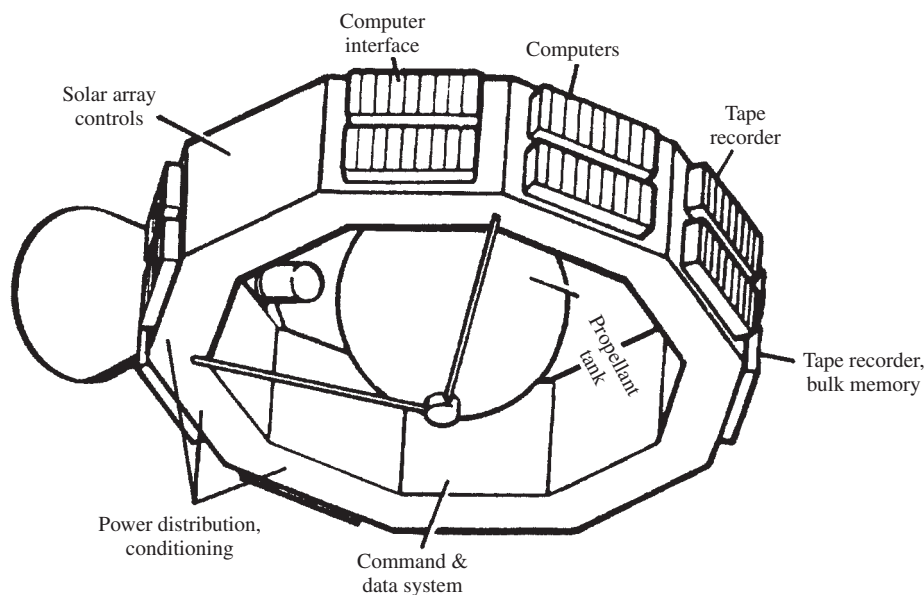 Computer
interface
Computers
Solar array
controls
Tape
recorder
Propellant
tank
Tape recorder,
bulk memory
Power distribution,
conditioning
Command &
data system